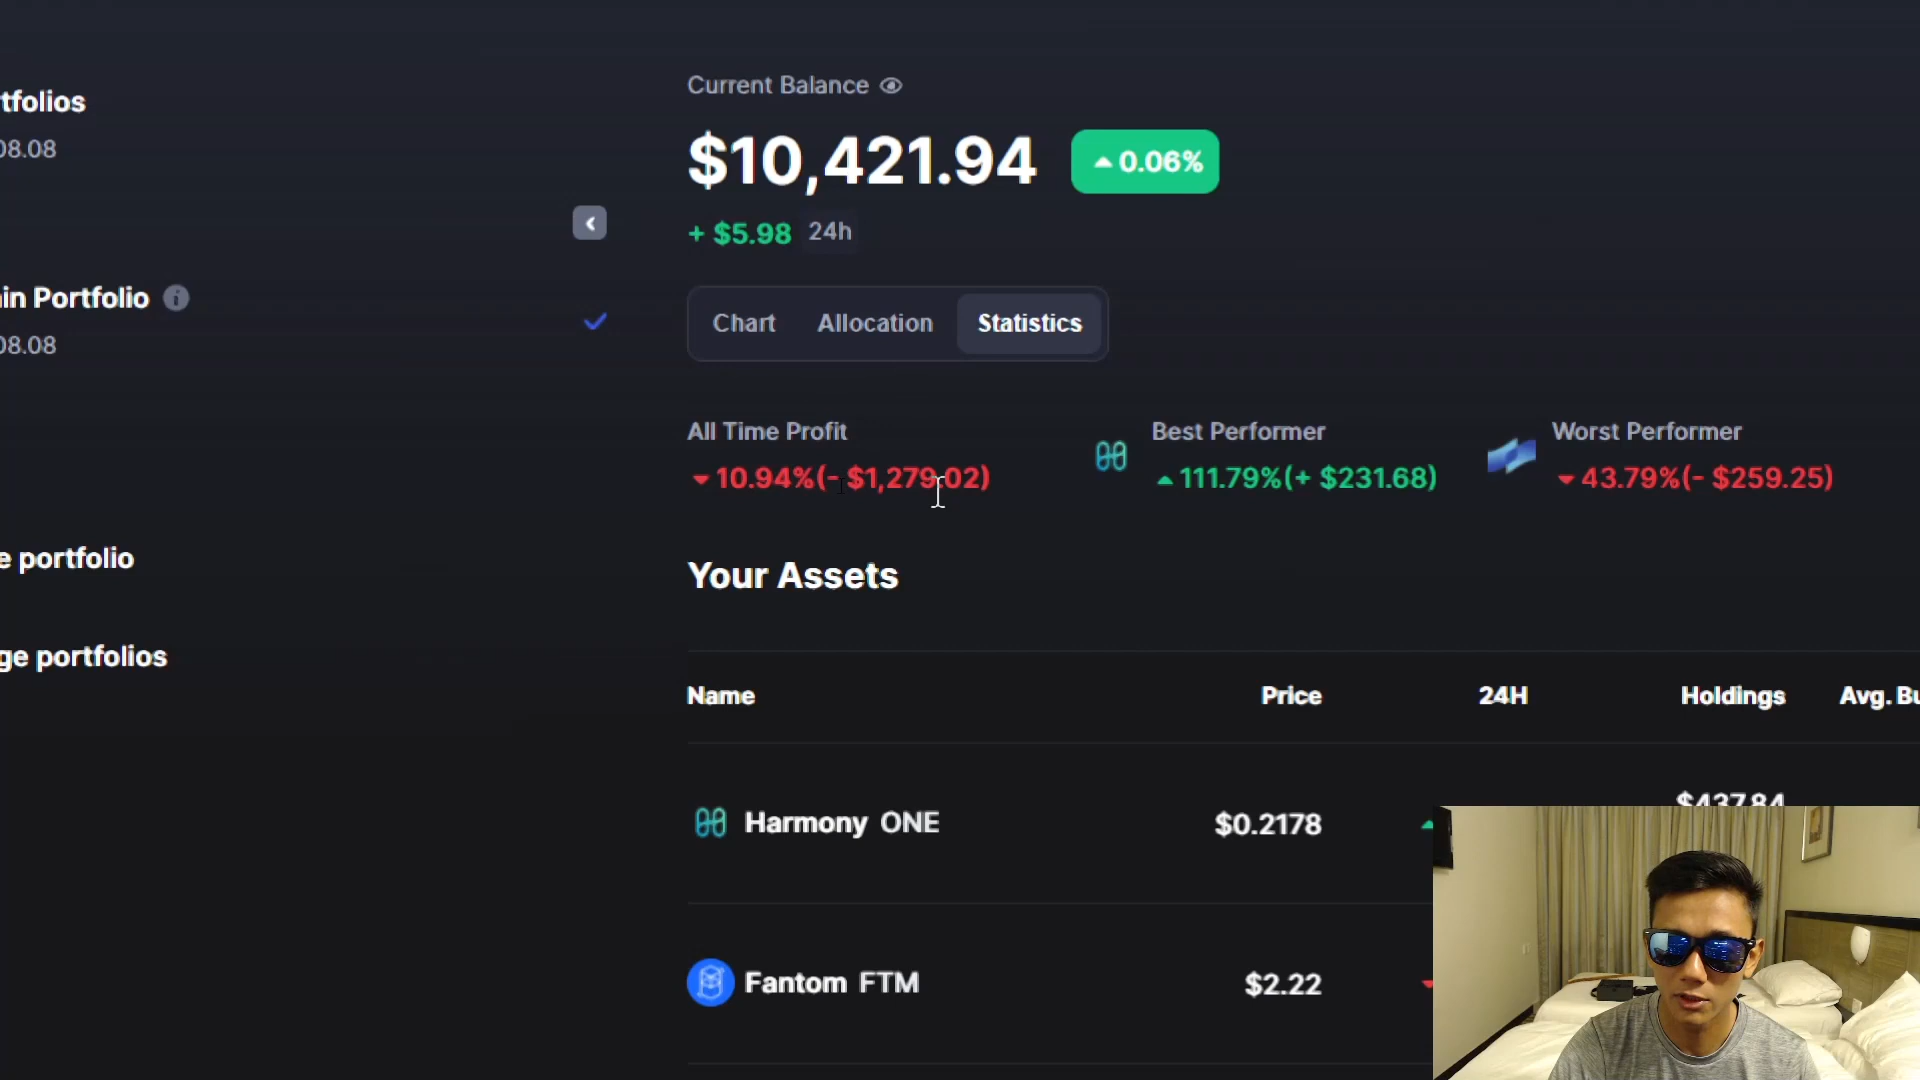 tfolios
08.08
in Portfolio
08.08
e portfolio
ge portfolios
Current Balance
$10,421.94
0.06%
+ $5.98 24h
Chart Allocation Statistics
All Time Profit
10.94%(- $1,279.02)
Best Performer
111.79%(+ $231.68)
Worst Performer
43.79%(- $259.25)
Your Assets
Name Price 24H Holdings Avg. Bu
Harmony ONE $0.2178 $437.84
Fantom FTM $2.22